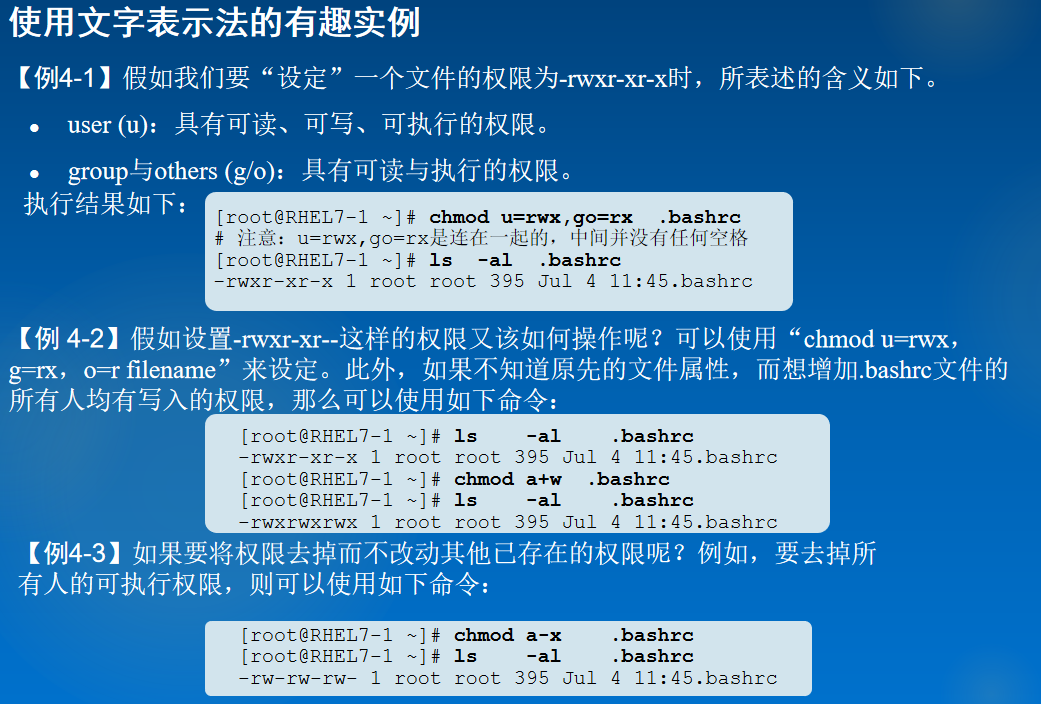 使用文字表示法的有趣实例
【例4-1】假如我们要“设定”一个文件的权限为-rwxr-xr-x时，所表述的含义如下。
● user (u)：具有可读、可写、可执行的权限。
● group与others (g/o)：具有可读与执行的权限。
执行结果如下：
[root@RHEL7-1 ~]# chmod u=rwx,go=rx .bashrc
# 注意：u=rwx,go=rx是连在一起的，中间并没有任何空格
[root@RHEL7-1 ~]# ls -al .bashrc
-rwxr-xr-x 1 root root 395 Jul 4 11:45.bashrc
【例 4-2】假如设置-rwxr-xr--这样的权限又该如何操作呢？可以使用“chmod u=rwx，
g=rx，o=r filename”来设定。此外，如果不知道原先的文件属性，而想增加.bashrc文件的
所有人均有写入的权限，那么可以使用如下命令：
[root@RHEL7-1 ~]# ls -al .bashrc
-rwxr-xr-x 1 root root 395 Jul 4 11:45.bashrc
[root@RHEL7-1 ~]# chmod a+w .bashrc
[root@RHEL7-1 ~]# ls -al .bashrc
-rwxrwxrwx 1 root root 395 Jul 4 11:45.bashrc
【例4-3】如果要将权限去掉而不改动其他已存在的权限呢？例如，要去掉所
有人的可执行权限，则可以使用如下命令：
[root@RHEL7-1 ~]# chmod a-x .bashrc
[root@RHEL7-1 ~]# ls -al .bashrc
-rw-rw-rw- 1 root root 395 Jul 4 11:45.bashrc